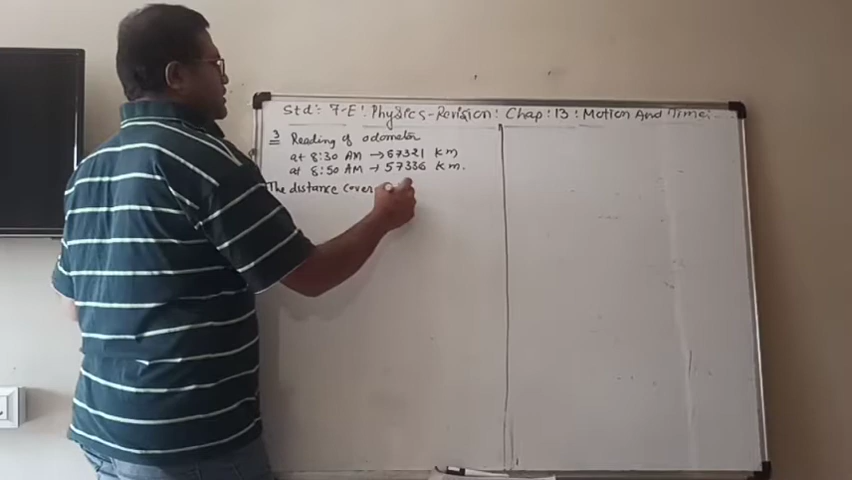 Std: 7-E: Physics-Revision: Chap: 13: Motion And Time:
3 Reading of odometer
at 8:30 AM → 57321 km
at 8:50 AM → 57336 km.
The distance cover